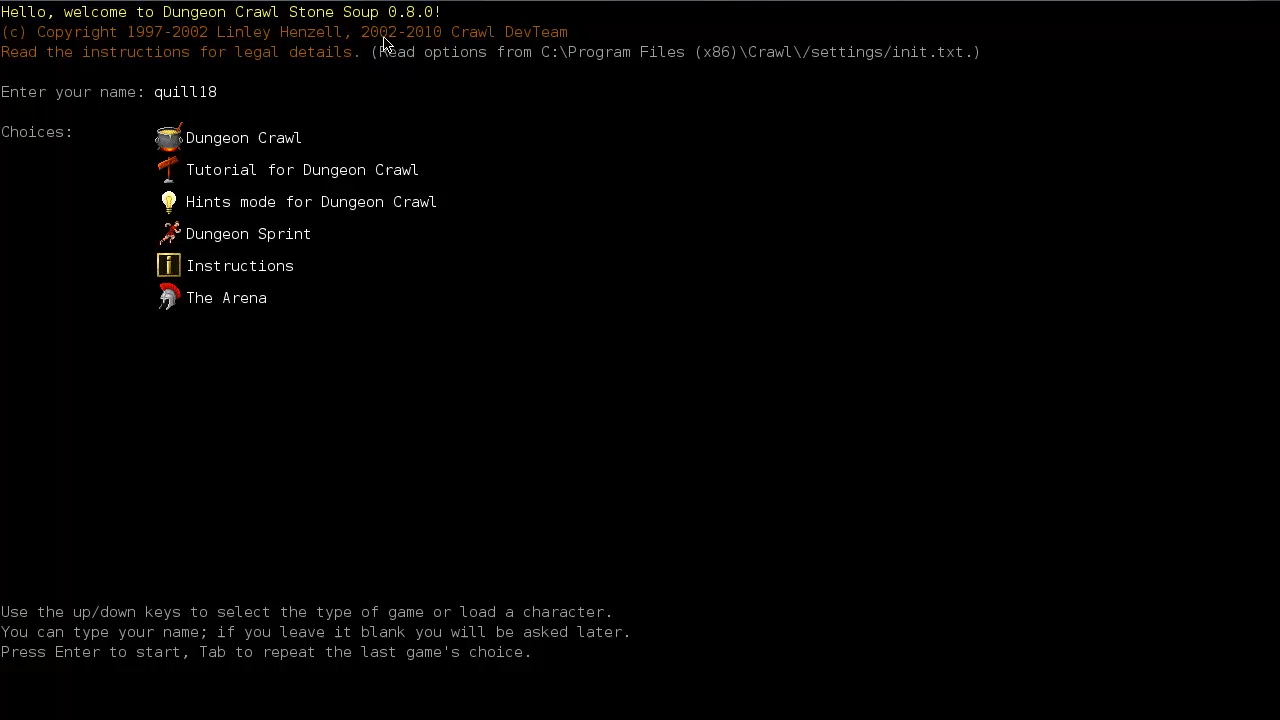 Hello, welcome to Dungeon Crawl Stone Soup 0.8.0!
(c) Copyright 1997-2002 Linley Henzell, 2002-2010 Crawl DevTeam
Read the instructions for legal details. (Read options from C:\Program Files (x86)\Crawl\/settings/init.txt.)
Enter your name: quill18
Choices:
Dungeon Crawl
Tutorial for Dungeon Crawl
Hints mode for Dungeon Crawl
Dungeon Sprint
Instructions
The Arena
Use the up/down keys to select the type of game or load a character.
You can type your name; if you leave it blank you will be asked later.
Press Enter to start, Tab to repeat the last game's choice.